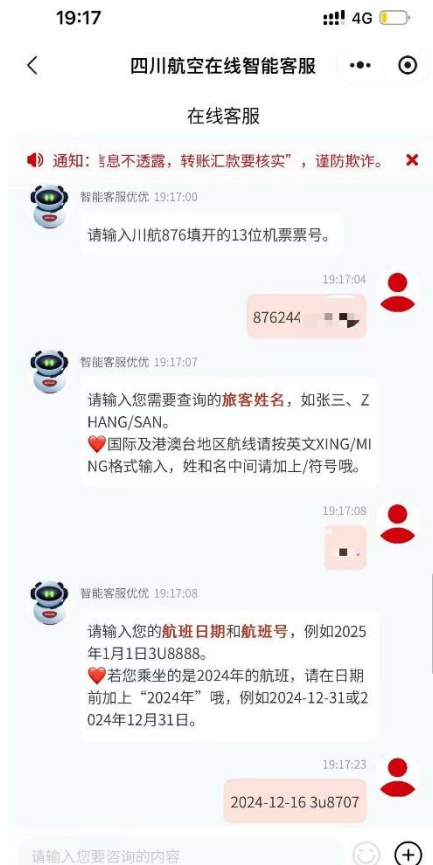 19:17
4G
四川航空在线智能客服
在线客服
通知：信息不透露，转账汇款要核实”，谨防欺诈。
智能客服优优 19:17:00
请输入川航876填开的13位机票票号。
19:17:04
876244
智能客服优优 19:17:07
请输入您需要查询的旅客姓名，如张三、Z
HANG/SAN。
❤️国际及港澳台地区航线请按英文XING/MI
NG格式输入，姓和名中间请加上/符号哦。
19:17:08
智能客服优优 19:17:08
请输入您的航班日期和航班号，例如2025
年1月1日3U8888。
❤️若您乘坐的是2024年的航班，请在日期
前加上“2024年”哦，例如2024-12-31或2
024年12月31日。
19:17:23
2024-12-16 3u8707
请输入您要咨询的内容